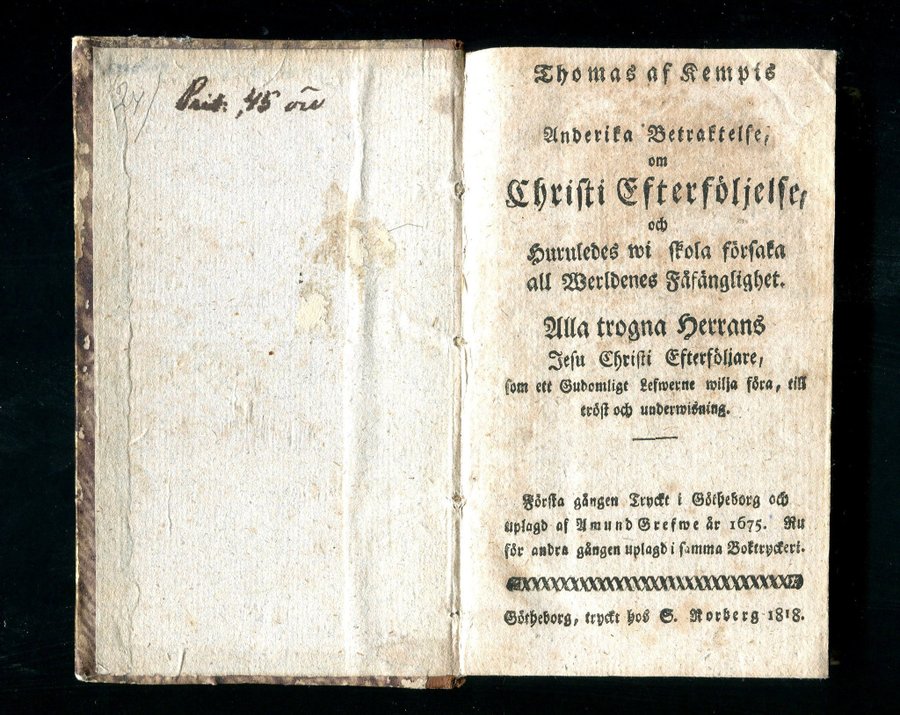 24)
Pris: ,45 öre
Thomas af Kempis
Anderika Betraktelse,
om
Christi Efterföljelse,
och
Huruledes wi skola försaka
all Werldenes Fåfänglighet.
Alla trogna Herrans
Jesu Christi Efterföljare,
som ett Gudomligt Lefwerne wilja föra, till
tröst och underwisning.
Första gången Tryckt i Götheborg och
uplagd af Amund Grefwe år 1675. Nu
för andra gången uplagd i samma Boktryckeri.
Götheborg, tryckt hos S. Norberg 1818.